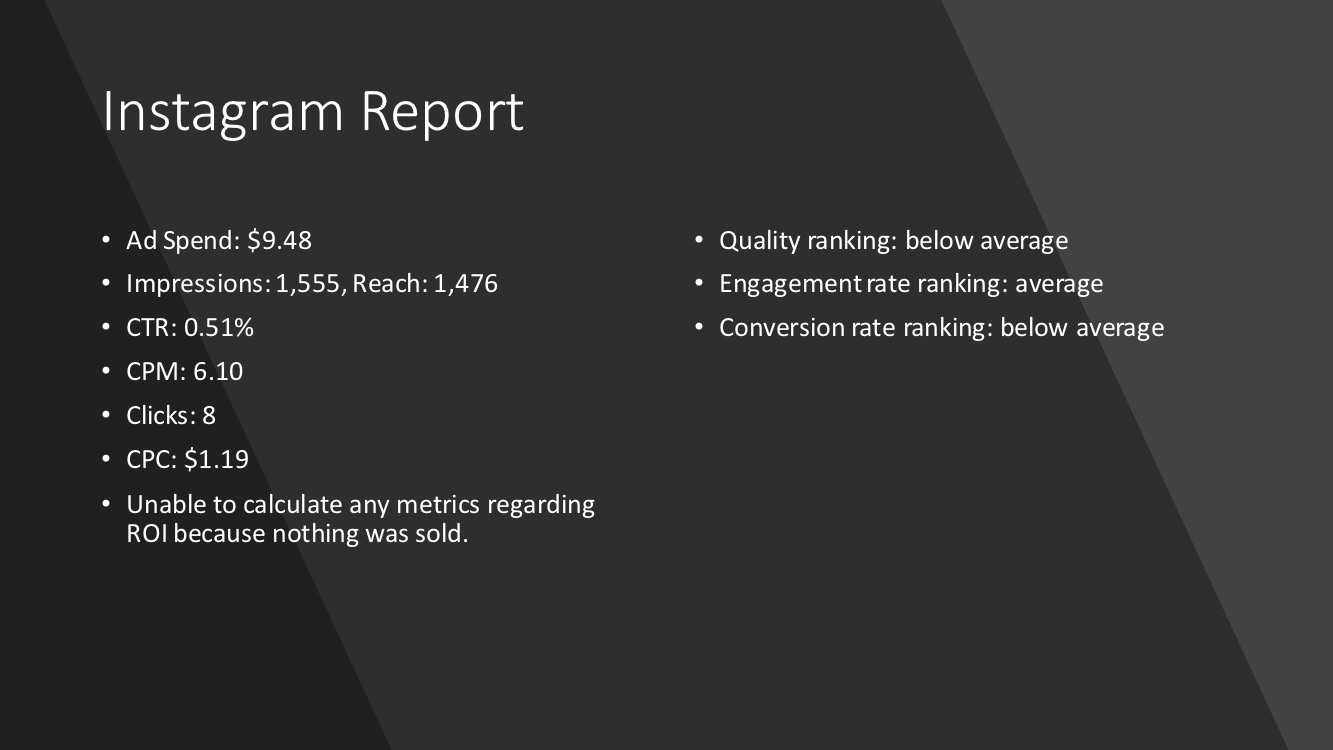 Instagram Report
• Ad Spend: $9.48
• Impressions: 1,555, Reach: 1,476
• CTR: 0.51%
• CPM: 6.10
• Clicks: 8
• CPC: $1.19
• Unable to calculate any metrics regarding
ROI because nothing was sold.
• Quality ranking: below average
• Engagement rate ranking: average
• Conversion rate ranking: below average